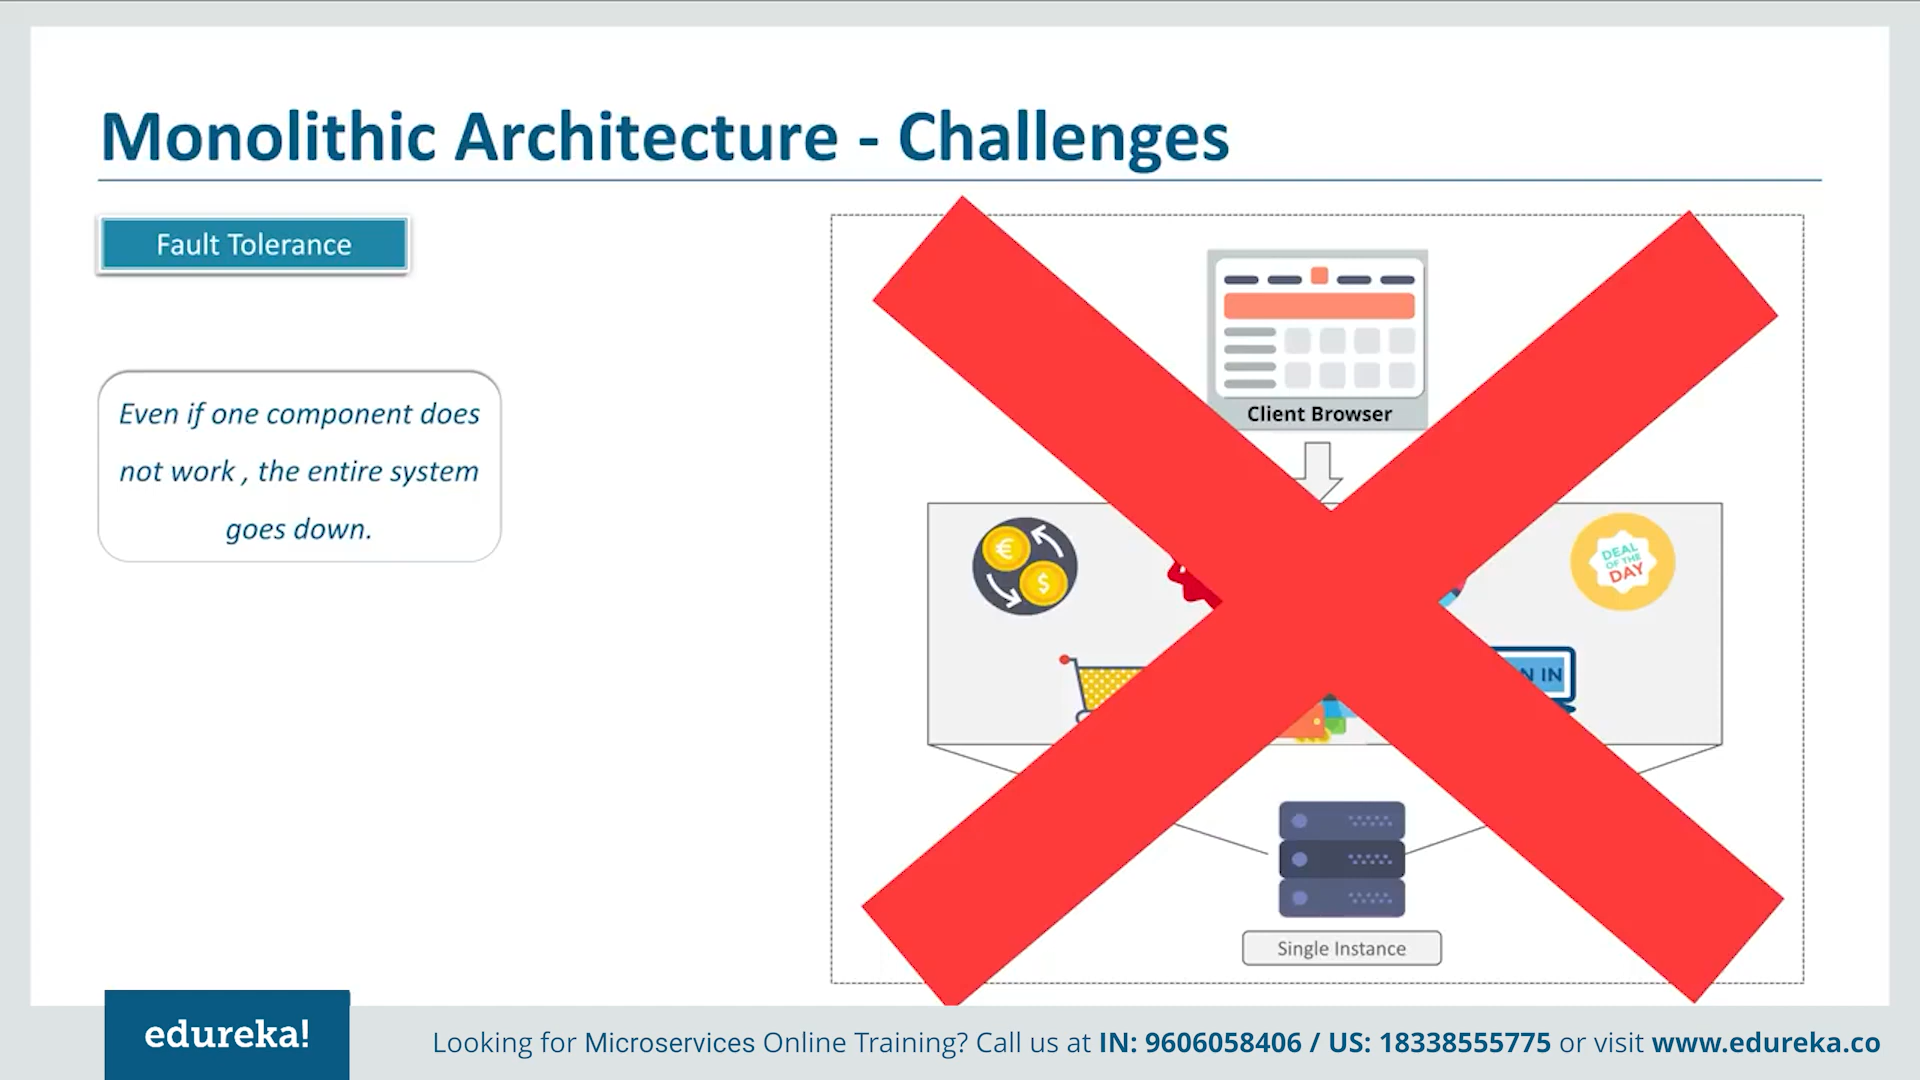 Monolithic Architecture - Challenges
Fault Tolerance
Even if one component does
not work , the entire system
goes down.
Client Browser
€
$
DEAL
OF THE
DAY
N IN
Single Instance
edureka!
Looking for Microservices Online Training? Call us at IN: 9606058406 / US: 18338555775 or visit www.edureka.co